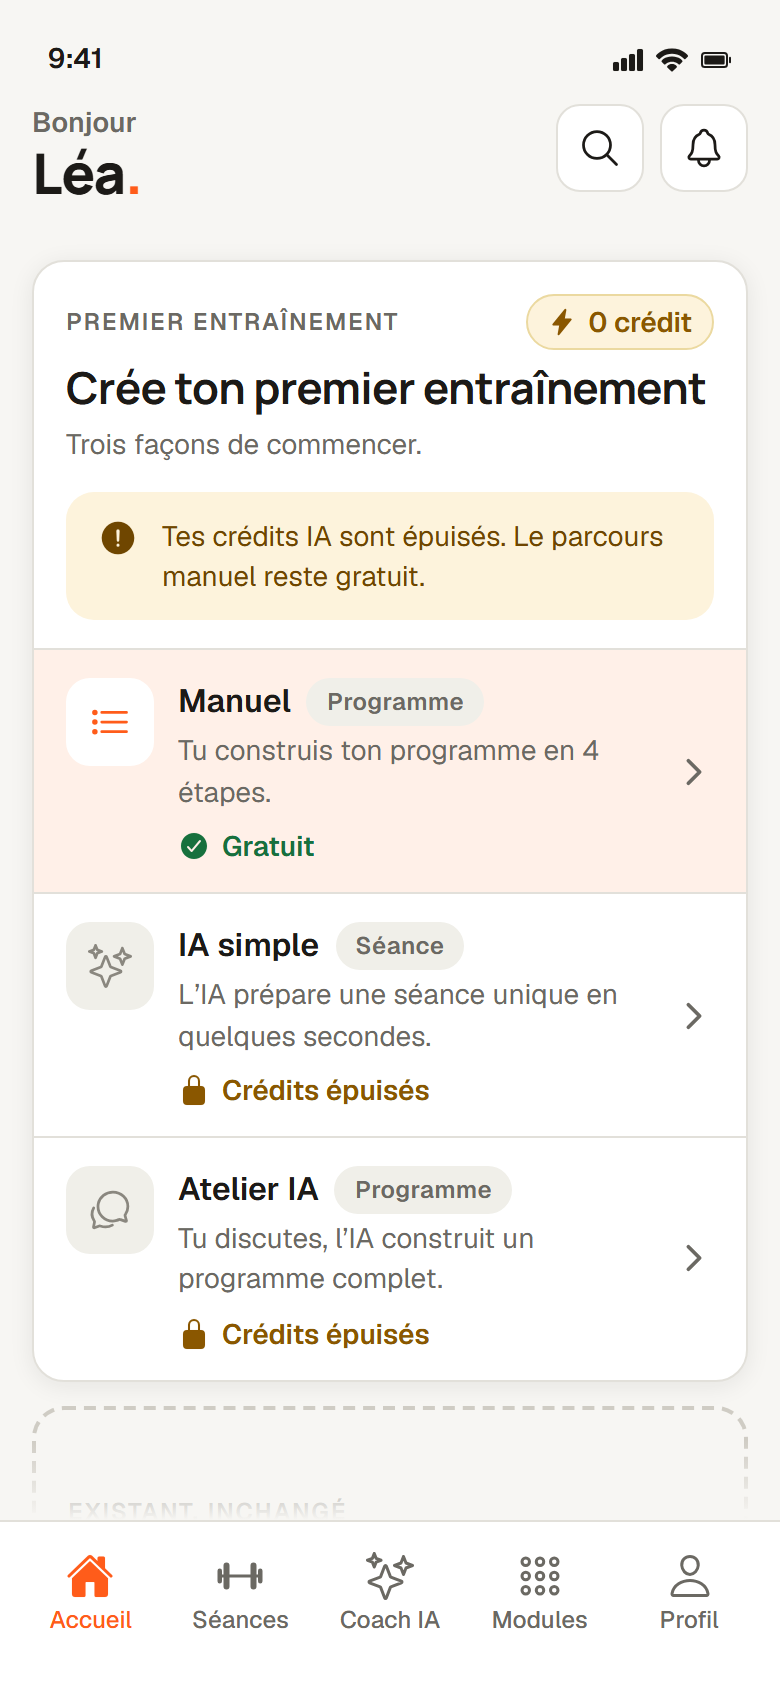 9:41
Bonjour
Léa.
PREMIER ENTRAÎNEMENT
0 crédit
Crée ton premier entraînement
Trois façons de commencer.
Tes crédits IA sont épuisés. Le parcours
manuel reste gratuit.
Manuel
Programme
Tu construis ton programme en 4
étapes.
Gratuit
IA simple
Séance
L’IA prépare une séance unique en
quelques secondes.
Crédits épuisés
Atelier IA
Programme
Tu discutes, l’IA construit un
programme complet.
Crédits épuisés
EXISTANT, INCHANGÉ
Accueil
Séances
Coach IA
Modules
Profil